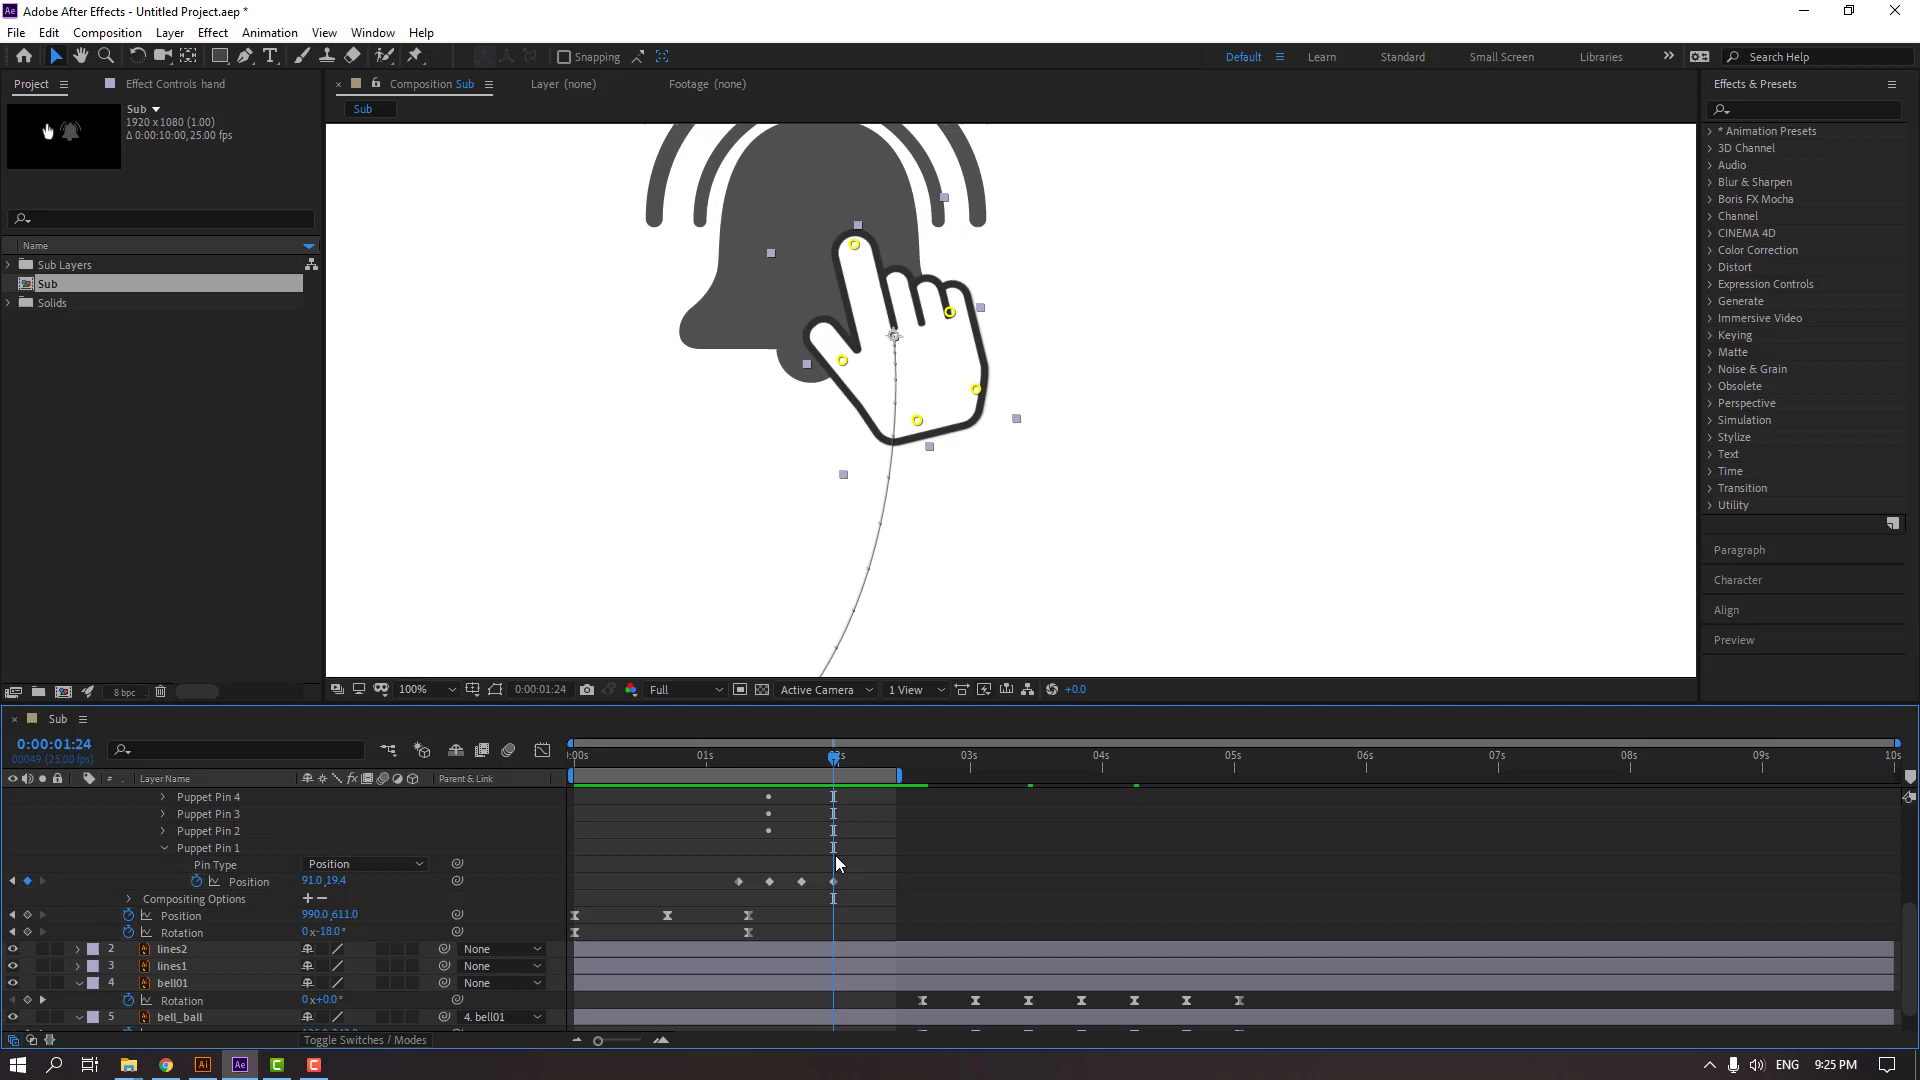 Adobe After Effects - Untitled Project.aep *
File Edit Composition Layer Effect Animation View Window Help
Snapping
Default Learn Standard Small Screen Libraries
Search Help
Project
Effect Controls hand
Composition Sub
Layer (none)
Footage (none)
Sub
Sub
1920 x 1080 (1.00)
Δ 0:00:10:00, 25.00 fps
Name
Sub Layers
Sub
Solids
8 bpc
100%
0:00:01:24
Full
Active Camera
1 View
+0.0
Effects & Presets
* Animation Presets
3D Channel
Audio
Blur & Sharpen
Boris FX Mocha
Channel
CINEMA 4D
Color Correction
Distort
Expression Controls
Generate
Immersive Video
Keying
Matte
Noise & Grain
Obsolete
Perspective
Simulation
Stylize
Text
Time
Transition
Utility
Paragraph
Character
Align
Preview
Sub
0:00:01:24
00049 (25.00 fps)
# Layer Name
Parent & Link
:00s 01s 02s 03s 04s 05s 06s 07s 08s 09s 10s
Puppet Pin 4
Puppet Pin 3
Puppet Pin 2
Puppet Pin 1
Pin Type Position
Position 91.0,19.4
Compositing Options + −
Position 990.0,611.0
Rotation 0x-18.0°
2 lines2 None
3 lines1 None
4 bell01 None
Rotation 0x+0.0°
5 bell_ball 4. bell01
Toggle Switches / Modes
ENG 9:25 PM